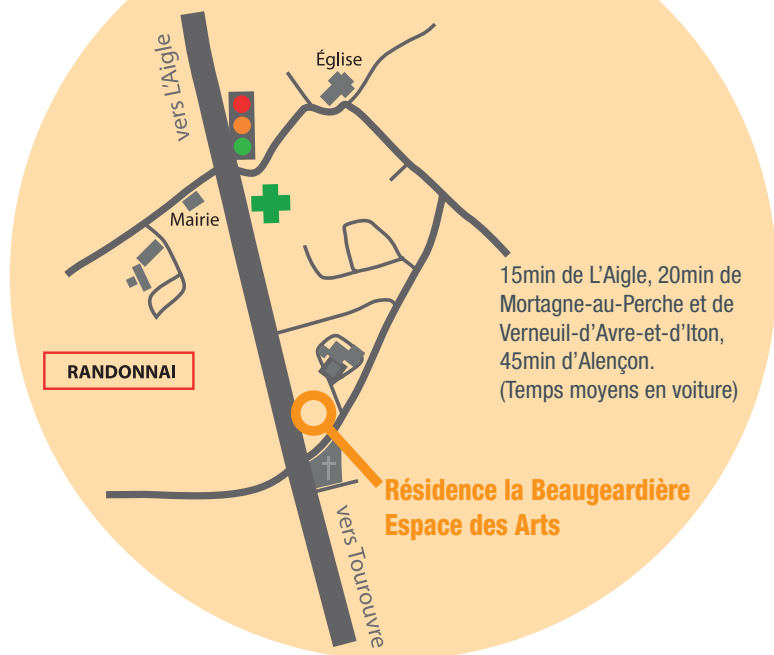 vers L'Aigle
Église
Mairie
15min de L'Aigle, 20min de
Mortagne-au-Perche et de
Verneuil-d'Avre-et-d'Iton,
45min d'Alençon.
(Temps moyens en voiture)
RANDONNAI
Résidence la Beaugeardière
Espace des Arts
vers Tourouvre